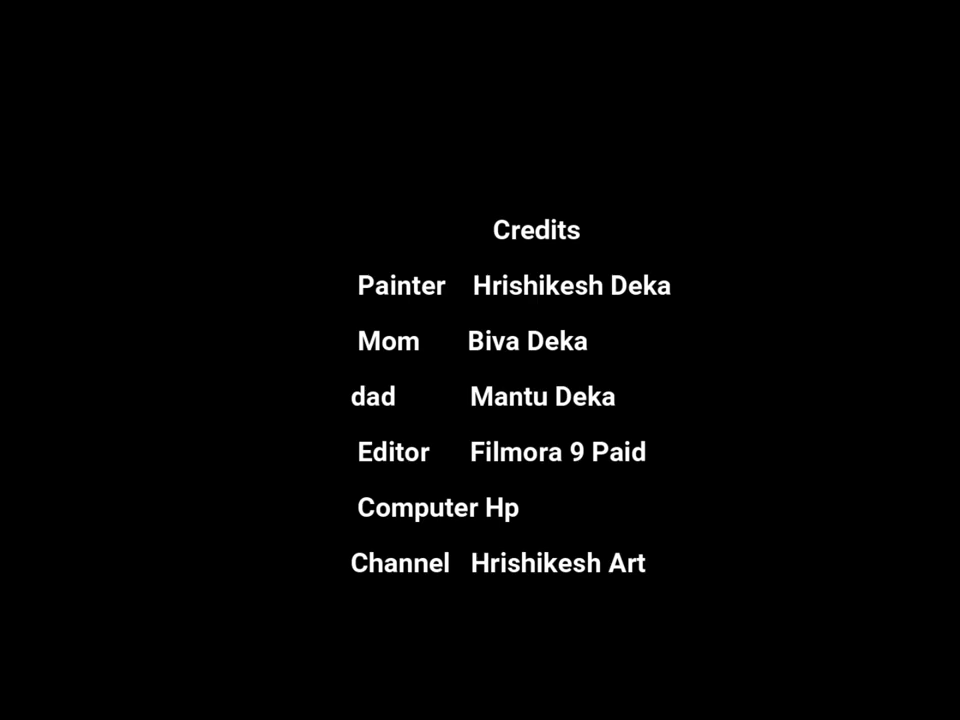 Credits
Painter Hrishikesh Deka
Mom Biva Deka
dad Mantu Deka
Editor Filmora 9 Paid
Computer Hp
Channel Hrishikesh Art